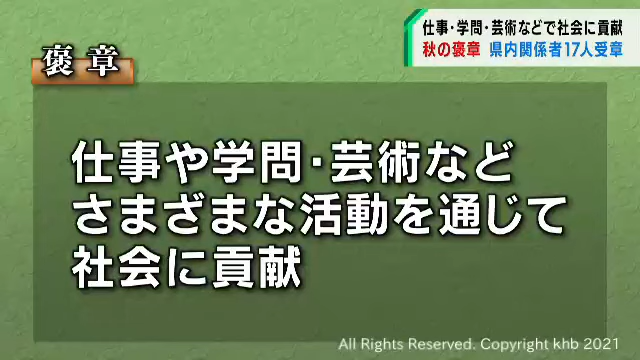 仕事・学問・芸術などで社会に貢献
秋の褒章 県内関係者17人受章
褒章
仕事や学問・芸術など
さまざまな活動を通じて
社会に貢献
All Rights Reserved. Copyright khb 2021